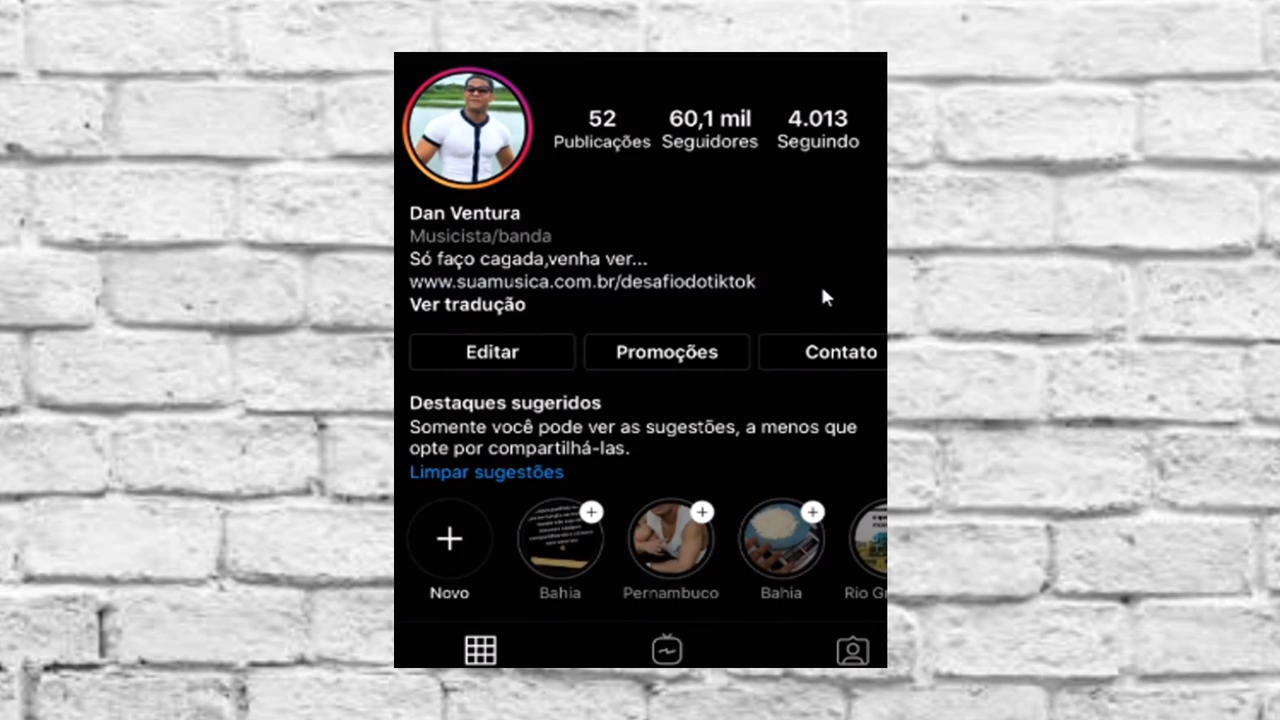 52 60,1 mil 4.013
Publicações Seguidores Seguindo
Dan Ventura
Musicista/banda
Só faço cagada,venha ver...
www.suamusica.com.br/desafiodotiktok
Ver tradução
Editar Promoções Contato
Destaques sugeridos
Somente você pode ver as sugestões, a menos que
opte por compartilhá-las.
Limpar sugestões
Novo Bahia Pernambuco Bahia Rio Gr